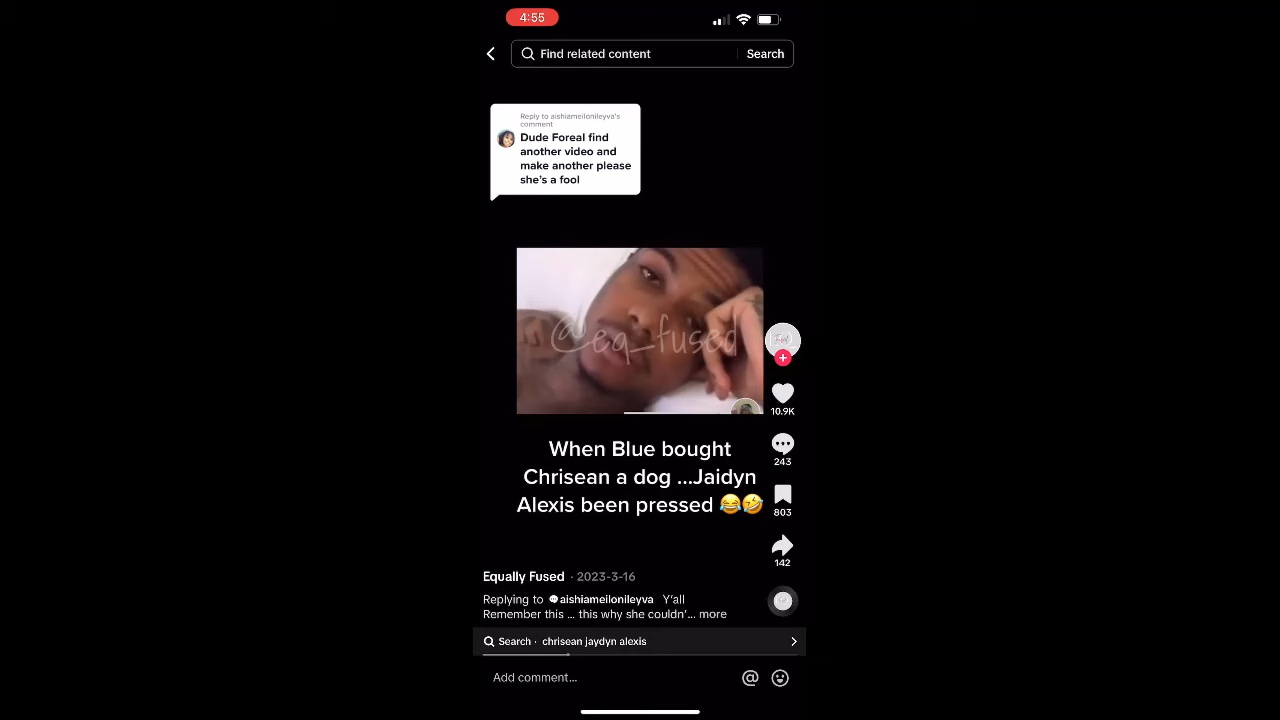 4:55
Find related content
Search
Reply to aishiameilonileyva's
comment
Dude Foreal find
another video and
make another please
she's a fool
@eq_fused
When Blue bought
Chrisean a dog ...Jaidyn
Alexis been pressed 😂🤣
10.9K
243
803
142
Equally Fused · 2023-3-16
Replying to 💬aishiameilonileyva Y'all
Remember this ... this why she couldn'... more
Search · chrisean jaydyn alexis
Add comment...
@